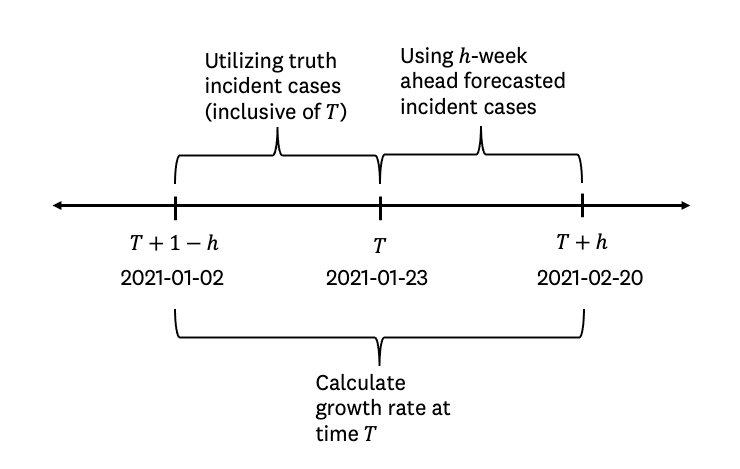 Utilizing truth
incident cases
(inclusive of T)
Using h-week
ahead forecasted
incident cases
T + 1 − h
T
T + h
2021-01-02
2021-01-23
2021-02-20
Calculate
growth rate at
time T